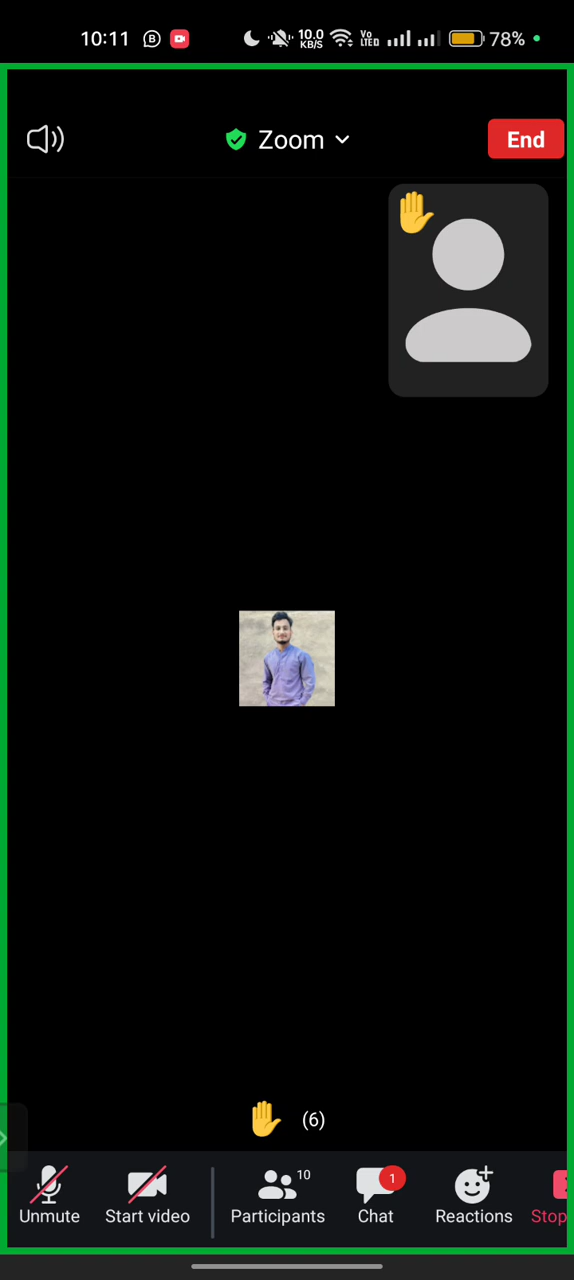 10:11 B 10.0 KB/S Vo LTE 78%
Zoom
End
(6)
10
1
Unmute
Start video
Participants
Chat
Reactions
Stop